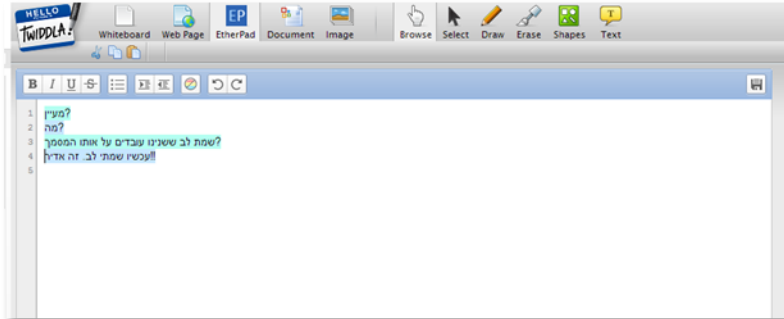 HELLO
TWIDDLA!
Whiteboard Web Page EtherPad Document Image Browse Select Draw Erase Shapes Text
EP
T
B I U S
1 מעיין?
2 מה?
3 שמת לב ששנינו עובדים על אותו המסמך?
4 עכשיו שמתי לב. זה אדיר!!!
5